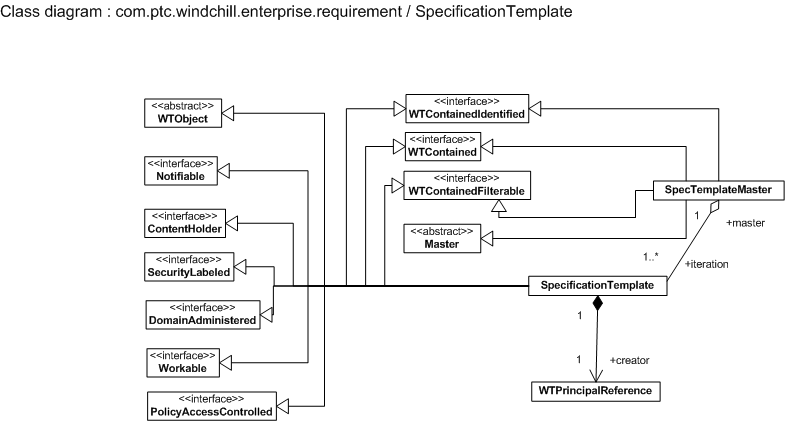 Class diagram : com.ptc.windchill.enterprise.requirement / SpecificationTemplate
<<abstract>>
WTObject
<<interface>>
Notifiable
<<interface>>
ContentHolder
<<interface>>
SecurityLabeled
<<interface>>
DomainAdministered
<<interface>>
Workable
<<interface>>
PolicyAccessControlled
<<interface>>
WTContainedIdentified
<<interface>>
WTContained
<<interface>>
WTContainedFilterable
<<abstract>>
Master
SpecTemplateMaster
1
+master
1..*
+iteration
SpecificationTemplate
1
1
+creator
WTPrincipalReference